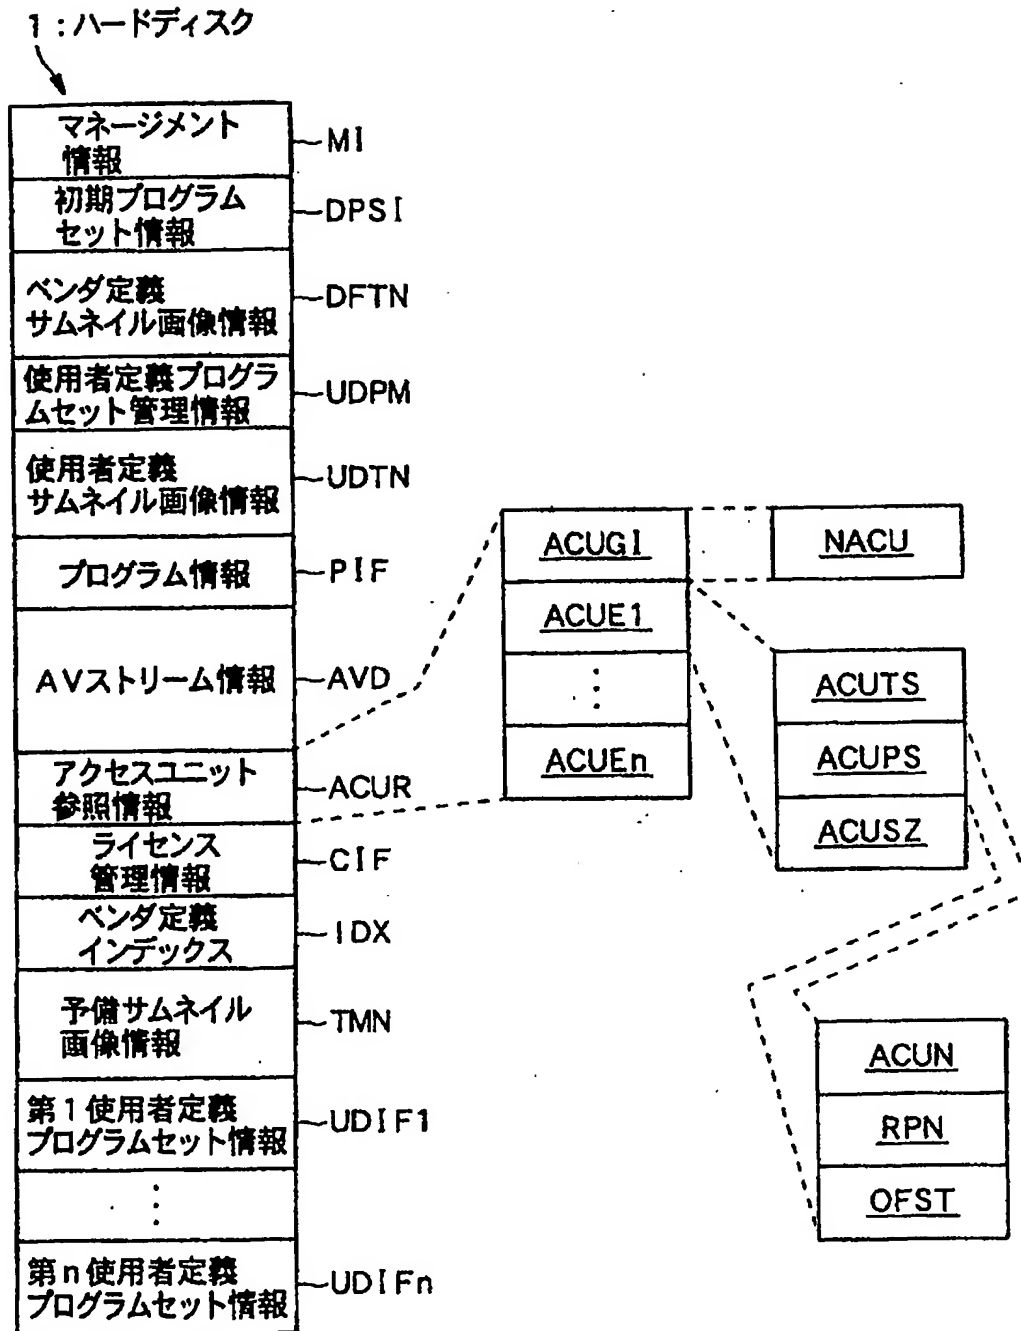 1:ハードディスク
マネージメント
情報
MI
初期プログラム
セット情報
DPSI
ベンダ定義
サムネイル画像情報
DFTN
使用者定義プログラ
ムセット管理情報
UDPM
使用者定義
サムネイル画像情報
UDTN
プログラム情報
PIF
AVストリーム情報
AVD
アクセスユニット
参照情報
ACUR
ライセンス
管理情報
CIF
ベンダ定義
インデックス
IDX
予備サムネイル
画像情報
TMN
第1使用者定義
プログラムセット情報
UDIF1
⋮
第n使用者定義
プログラムセット情報
UDIFn
ACUGI
ACUE1
⋮
ACUEn
NACU
ACUTS
ACUPS
ACUSZ
ACUN
RPN
OFST